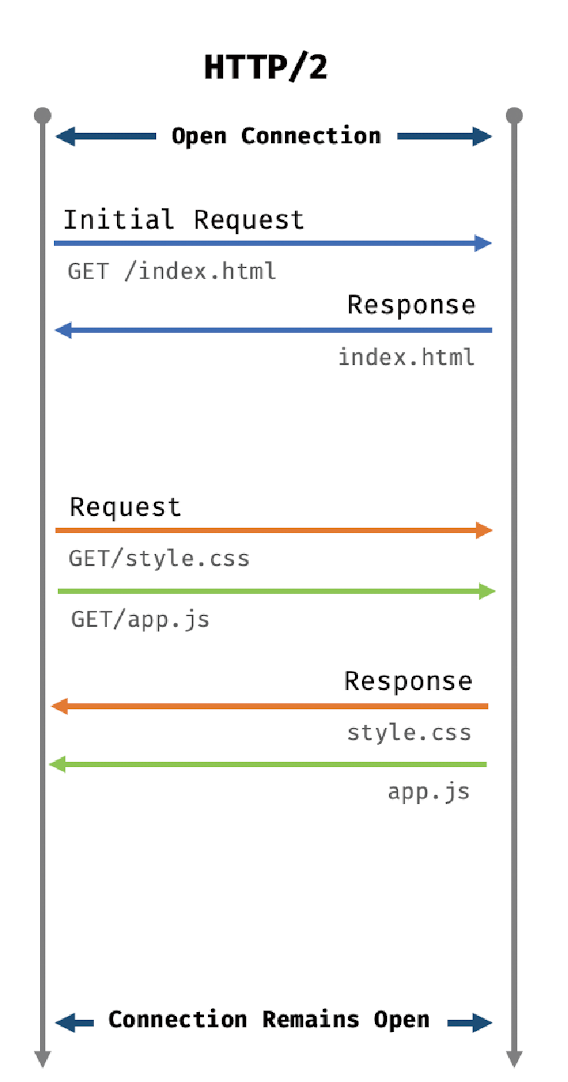 HTTP/2
Open Connection
Initial Request
GET /index.html
Response
index.html
Request
GET/style.css
GET/app.js
Response
style.css
app.js
Connection Remains Open